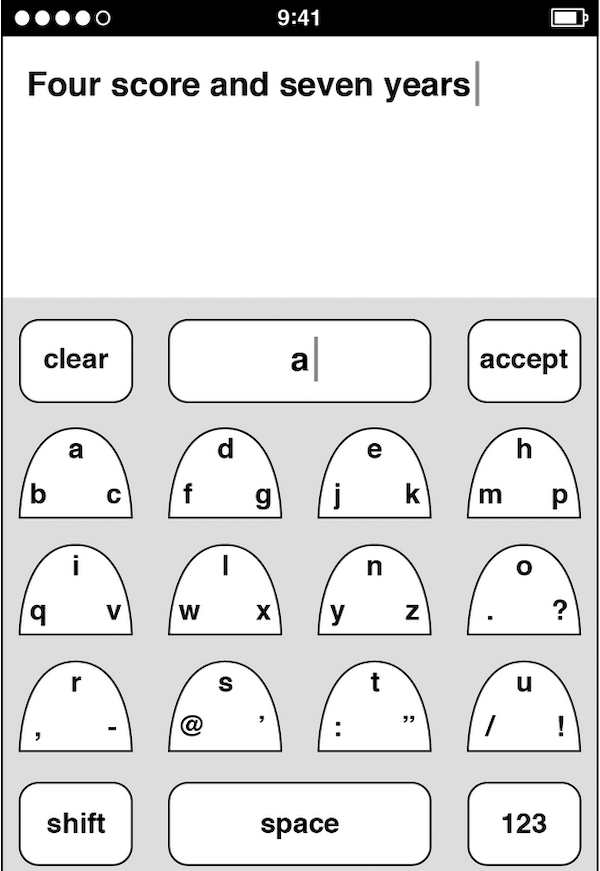 9:41
Four score and seven years
clear a accept
a d e h
b c f g j k m p
i l n o
q v w x y z . ?
r s t u
, - @ ’ : ” / !
shift space 123